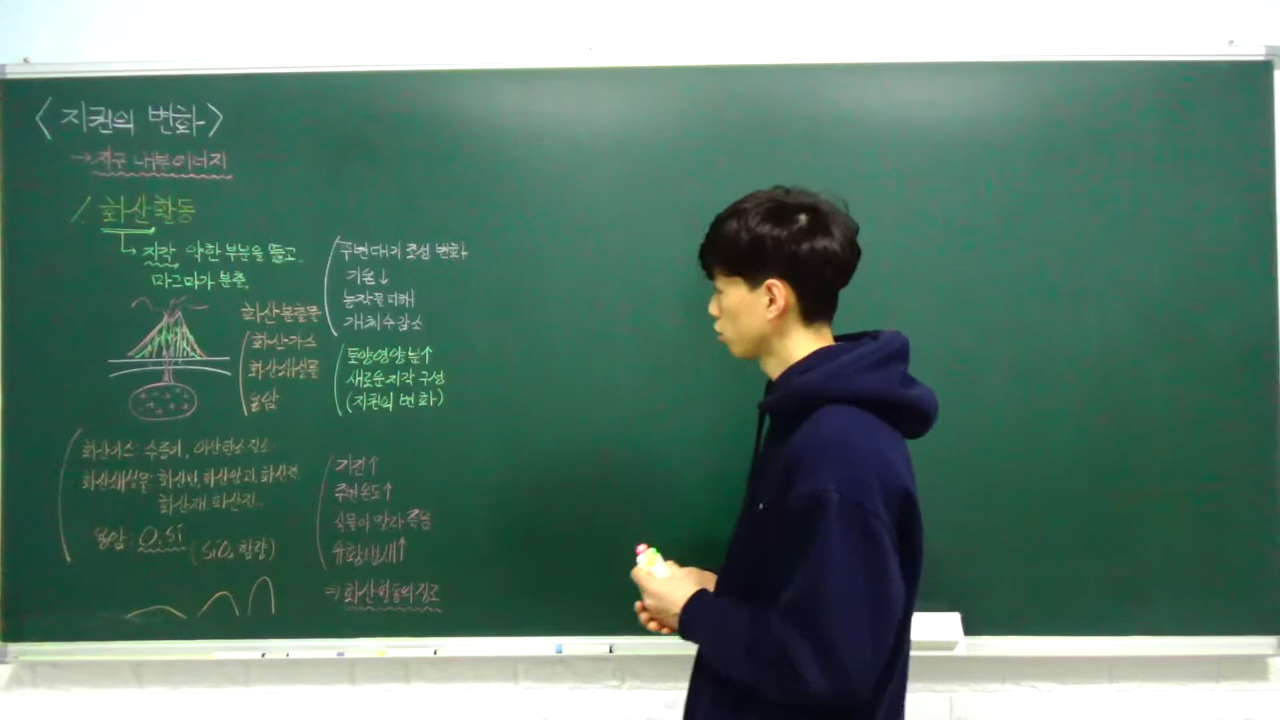 <지권의 변화>
→ 지구 내부에너지
1. 화산활동
지각 약한 부분을 뚫고
마그마가 분출.
화산분출물
화산가스
화산쇄설물
용암
주변대기 조성 변화
기온↓
농작물피해
개체수감소
토양영양분↑
새로운 지각 구성
(지권의 변화)
화산가스: 수증기, 이산화탄소
화산쇄설물: 화산탄, 화산암괴, 화산력
화산재 화산진
용암: O, Si
(SiO₂ 함량)
지진↑
주변온도↑
식물이 말라 죽음
유황냄새↑
⇒ 화산활동의 징조